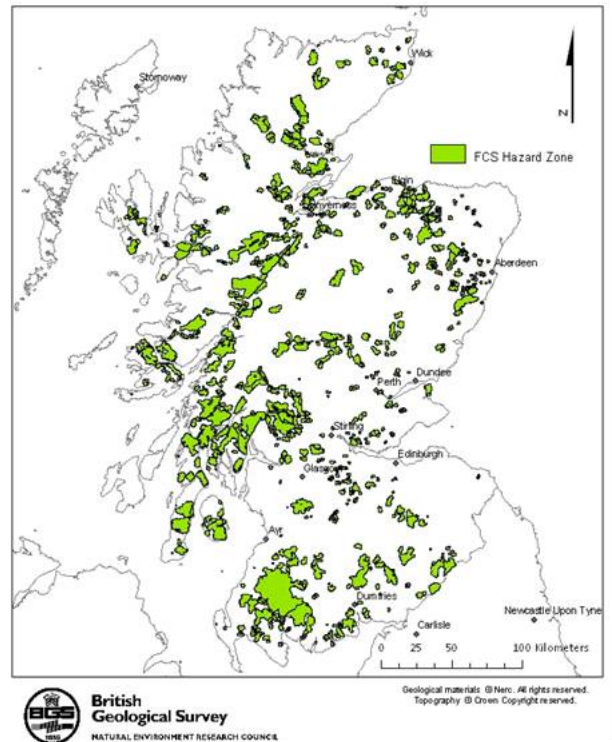 Wick
Stornoway
N
FCS Hazard Zone
Elgin
Inverness
Aberdeen
Dundee
Perth
Stirling
Edinburgh
Glasgow
Ayr
Dumfries
Newcastle Upon Tyne
Carlisle
0 25 50 100 Kilometers
Geological materials © Nerc. All rights reserved.
Topography © Crown Copyright reserved.
BGS
1835
British
Geological Survey
NATURAL ENVIRONMENT RESEARCH COUNCIL